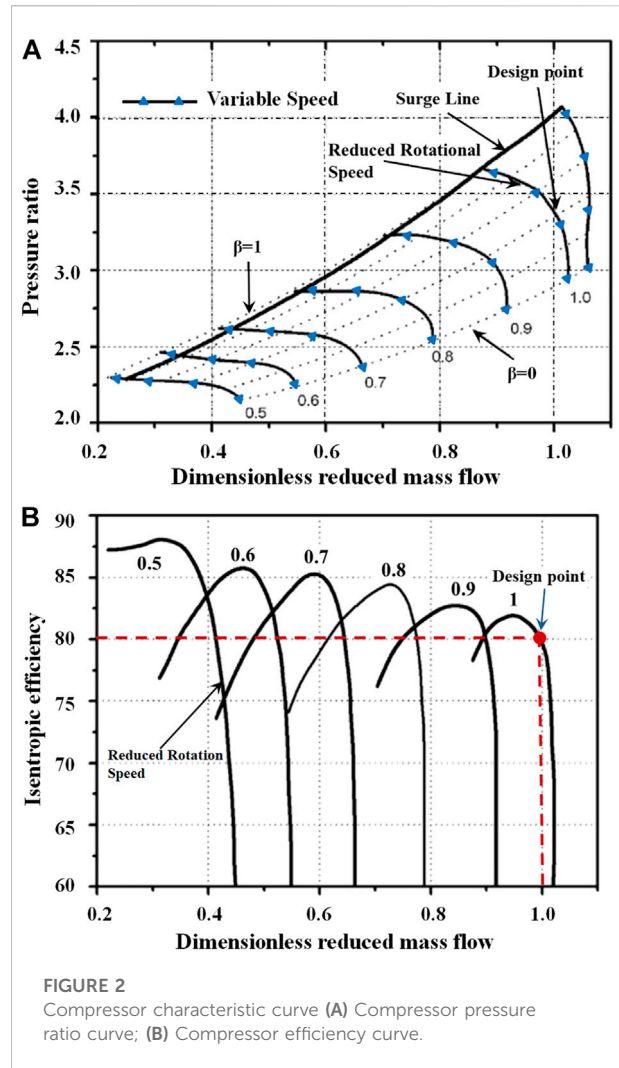 A
4.5
4.0
3.5
3.0
2.5
2.0
Pressure ratio
Variable Speed
Surge Line
Design point
Reduced Rotational
Speed
β=1
β=0
0.5
0.6
0.7
0.8
0.9
1.0
0.2
0.4
0.6
0.8
1.0
Dimensionless reduced mass flow
B
90
85
80
75
70
65
60
Isentropic efficiency
0.5
0.6
0.7
0.8
0.9
1
Design point
Reduced Rotation
Speed
0.2
0.4
0.6
0.8
1.0
Dimensionless reduced mass flow
FIGURE 2
Compressor characteristic curve (A) Compressor pressure
ratio curve; (B) Compressor efficiency curve.